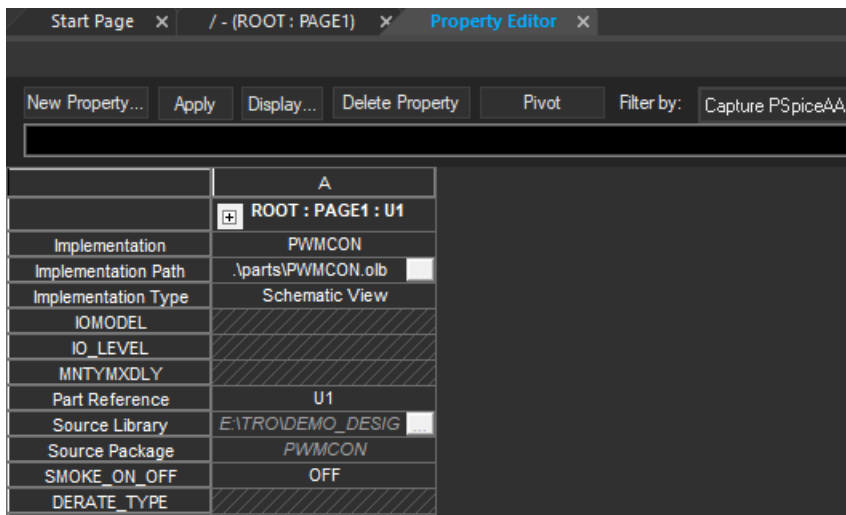 Start Page × / - (ROOT : PAGE1) × Property Editor ×
New Property... Apply Display... Delete Property Pivot Filter by: Capture PSpiceAA
A
ROOT : PAGE1 : U1
Implementation PWMCON
Implementation Path .\parts\PWMCON.olb
Implementation Type Schematic View
IOMODEL
IO_LEVEL
MNTYMXDLY
Part Reference U1
Source Library E:\TRO\DEMO_DESIG ...
Source Package PWMCON
SMOKE_ON_OFF OFF
DERATE_TYPE